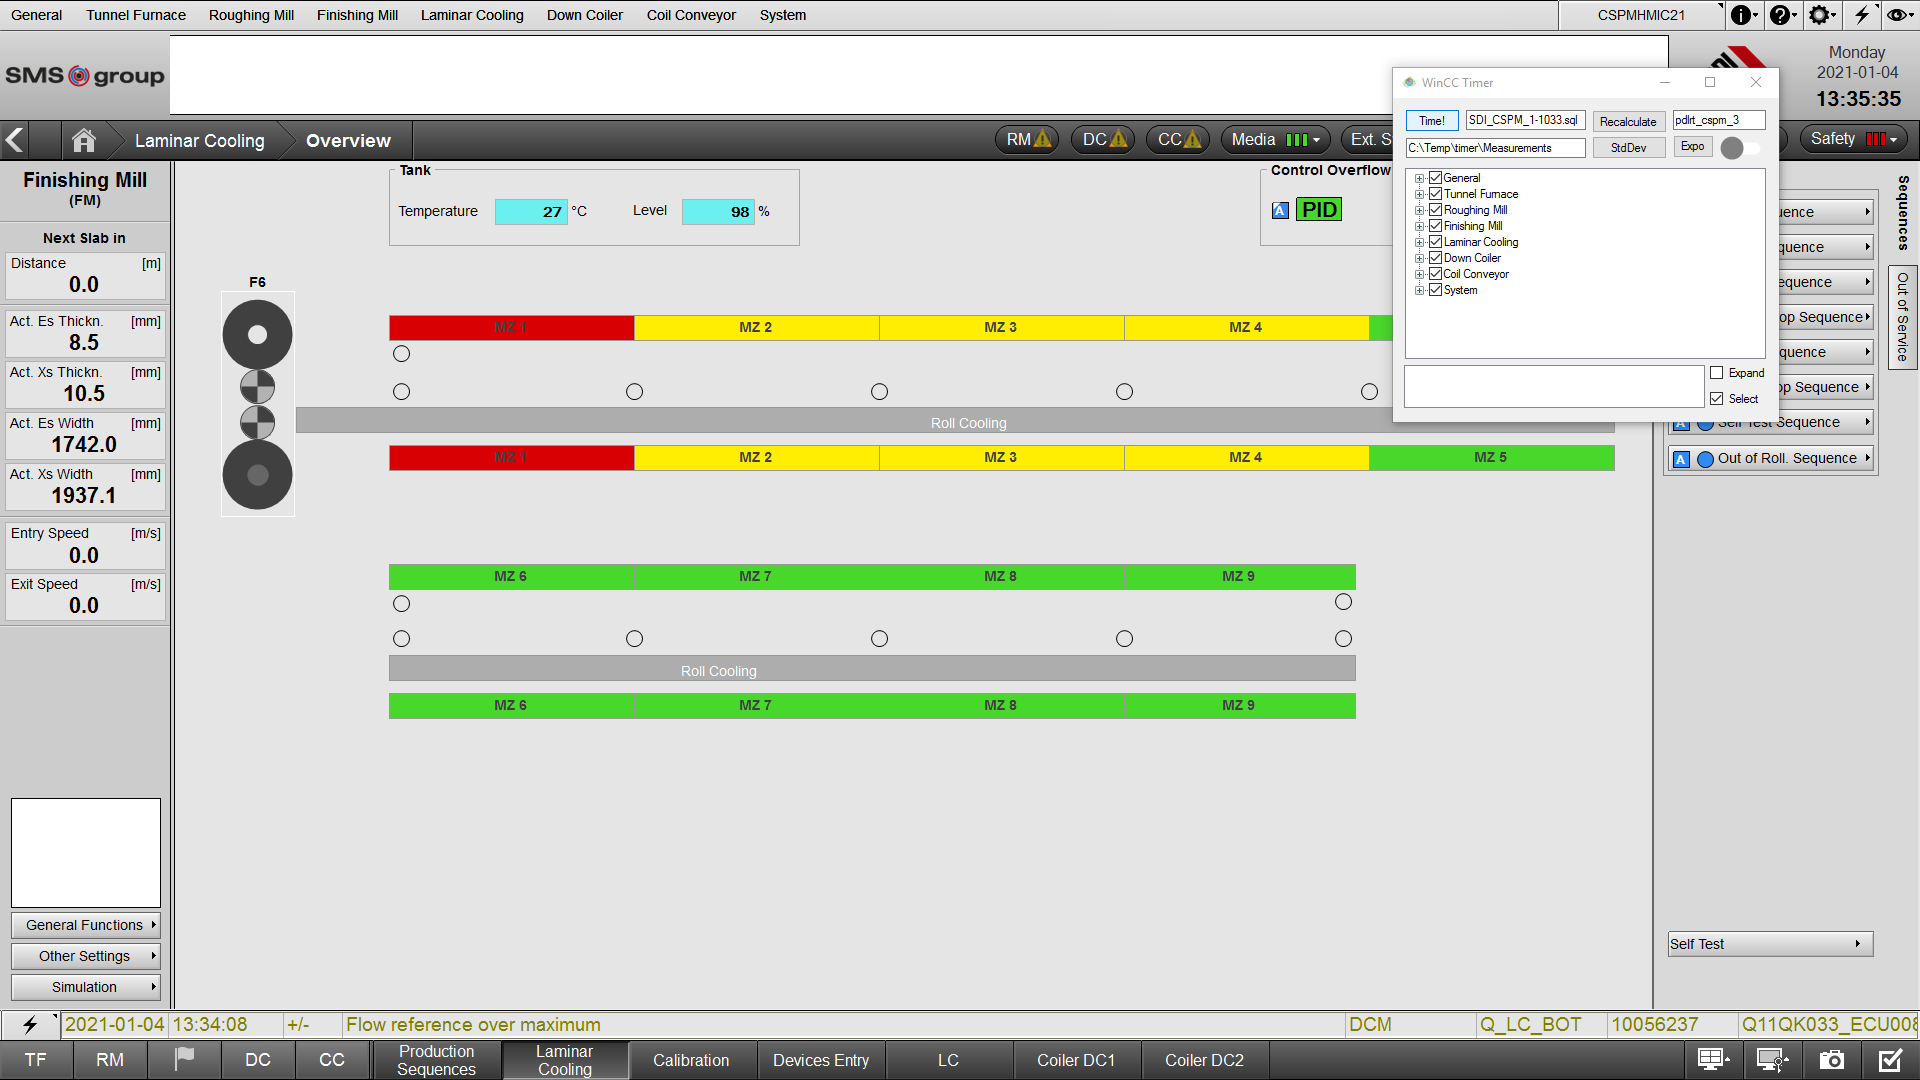 General Tunnel Furnace Roughing Mill Finishing Mill Laminar Cooling Down Coiler Coil Conveyor System CSPMHMIC21
SMS group
Monday
2021-01-04
13:35:35
WinCC Timer
Time! SDI_CSPM_1-1033.sql Recalculate pdlrt_cspm_3
C:\Temp\timer\Measurements StdDev Expo
General
Tunnel Furnace
Roughing Mill
Finishing Mill
Laminar Cooling
Down Coiler
Coil Conveyor
System
Expand
Select
Laminar Cooling Overview RM DC CC Media Ext. S Safety
Finishing Mill
(FM)
Next Slab in
Distance [m]
0.0
Act. Es Thickn. [mm]
8.5
Act. Xs Thickn. [mm]
10.5
Act. Es Width [mm]
1742.0
Act. Xs Width [mm]
1937.1
Entry Speed [m/s]
0.0
Exit Speed [m/s]
0.0
General Functions
Other Settings
Simulation
Tank
Temperature 27 °C Level 98 %
Control Overflow
A PID
F6
MZ 1 MZ 2 MZ 3 MZ 4
Roll Cooling
MZ 1 MZ 2 MZ 3 MZ 4 MZ 5
MZ 6 MZ 7 MZ 8 MZ 9
Roll Cooling
MZ 6 MZ 7 MZ 8 MZ 9
Sequences
Out of Service
uence
quence
equence
op Sequence
quence
op Sequence
A Self Test Sequence
A Out of Roll. Sequence
Self Test
2021-01-04 13:34:08 +/- Flow reference over maximum DCM Q_LC_BOT 10056237 Q11QK033_ECU008
TF RM DC CC Production Sequences Laminar Cooling Calibration Devices Entry LC Coiler DC1 Coiler DC2